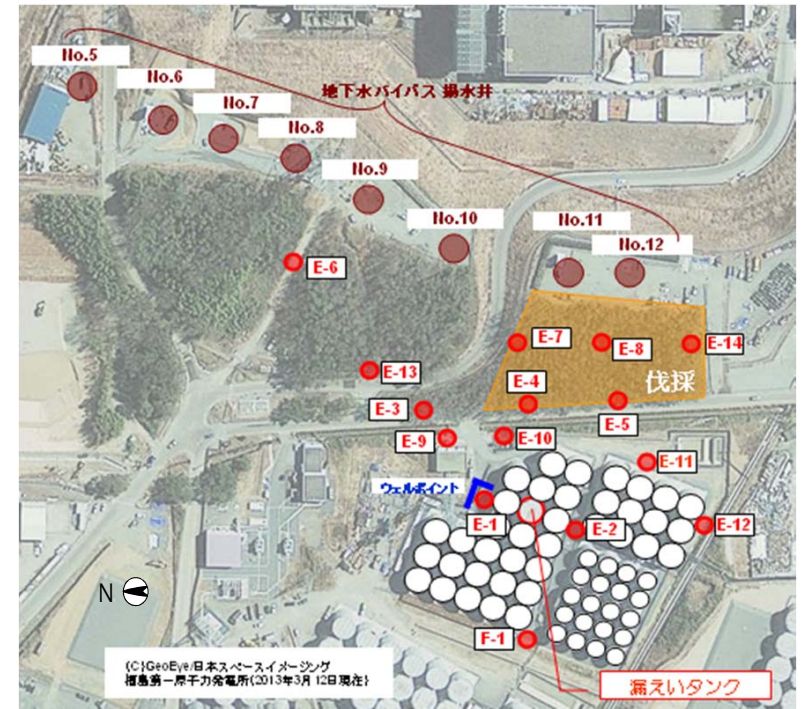 No.5
No.6
No.7
地下水バイパス 揚水井
No.8
No.9
No.10
No.11
No.12
E-6
E-7
E-8
E-14
E-13
伐採
E-4
E-3
E-5
E-9
E-10
E-11
ウェルポイント
E-1
E-2
E-12
N
F-1
(C)GeoEye/日本スペースイメージング
福島第一原子力発電所(2013年3月12日現在)
漏えいタンク